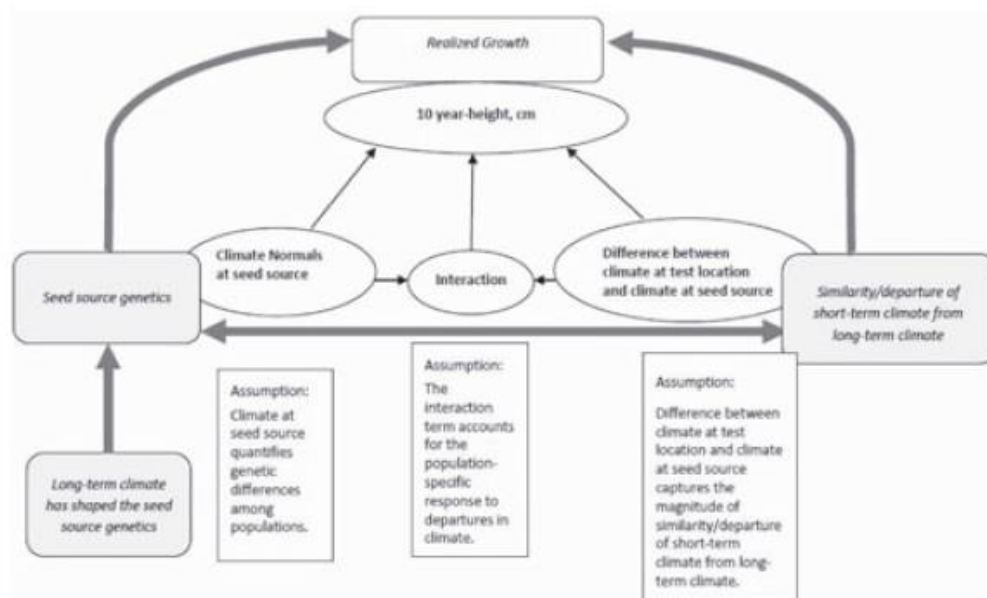 Realized Growth
10 year-height, cm
Climate Normals
at seed source
Interaction
Difference between
climate at test location
and climate at seed source
Seed source genetics
Similarity/departure of
short-term climate from
long-term climate
Long-term climate
has shaped the seed
source genetics
Assumption:
Climate at
seed source
quantifies
genetic
differences
among
populations.
Assumption:
The
interaction
term accounts
for the
population-
specific
response to
departures in
climate.
Assumption:
Difference between
climate at test
location and climate
at seed source
captures the
magnitude of
similarity/departure
of short-term
climate from long-
term climate.